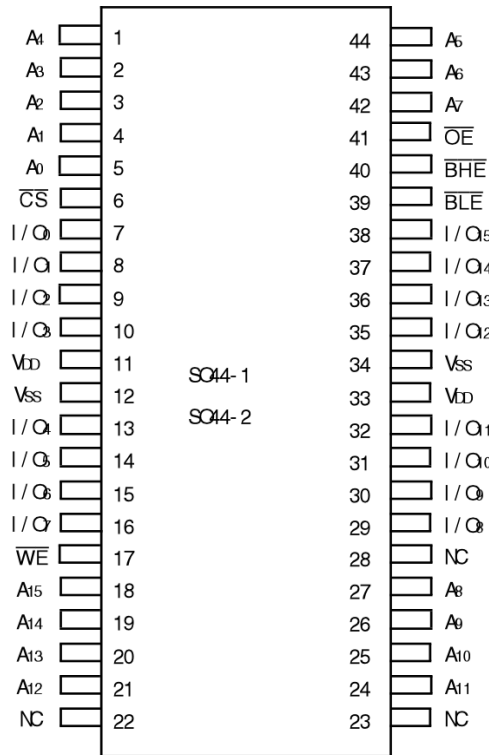 A4 1 44 A5
A3 2 43 A6
A2 3 42 A7
A1 4 41 OE
A0 5 40 BHE
CS 6 39 BLE
I/O0 7 38 I/O15
I/O1 8 37 I/O14
I/O2 9 36 I/O13
I/O3 10 35 I/O12
VDD 11 34 VSS
SO44-1
VSS 12 33 VDD
SO44-2
I/O4 13 32 I/O11
I/O5 14 31 I/O10
I/O6 15 30 I/O9
I/O7 16 29 I/O8
WE 17 28 NC
A15 18 27 A8
A14 19 26 A9
A13 20 25 A10
A12 21 24 A11
NC 22 23 NC